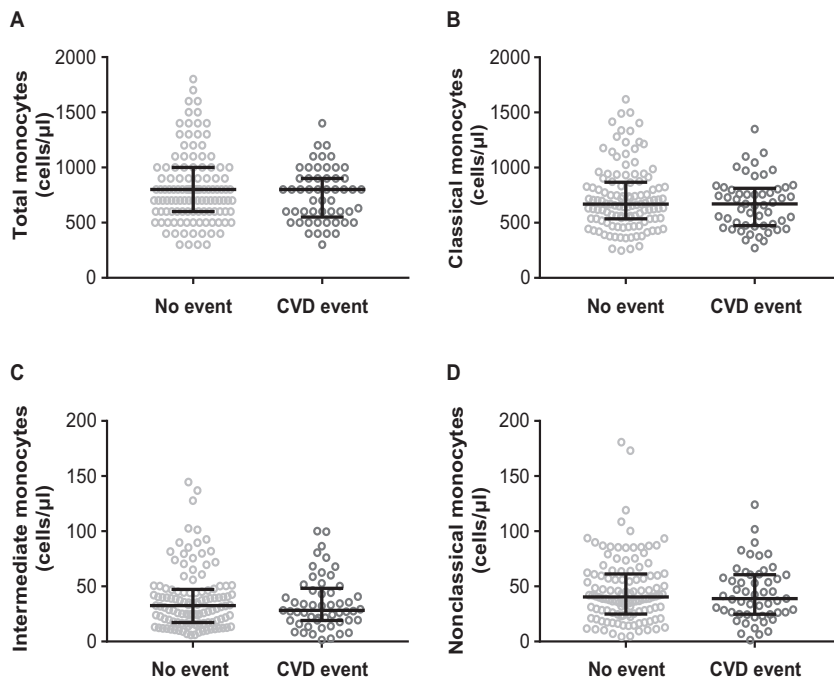 A
Total monocytes
(cells/µl)
2000
1500
1000
500
0
No event
CVD event
B
Classical monocytes
(cells/µl)
2000
1500
1000
500
0
No event
CVD event
C
Intermediate monocytes
(cells/µl)
200
150
100
50
0
No event
CVD event
D
Nonclassical monocytes
(cells/µl)
200
150
100
50
0
No event
CVD event